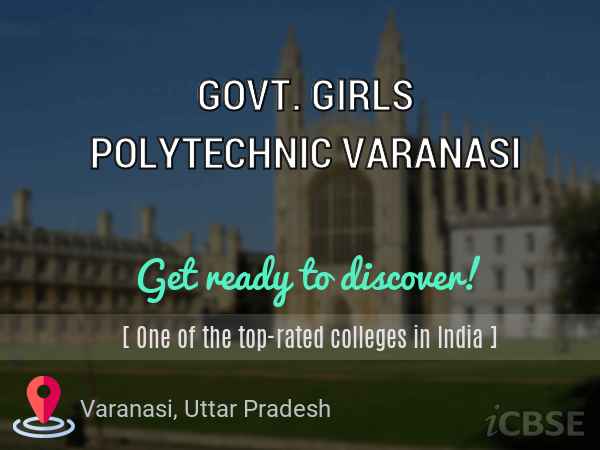 GOVT. GIRLS
POLYTECHNIC VARANASI
Get ready to discover!
[ One of the top-rated colleges in India ]
Varanasi, Uttar Pradesh
iCBSE